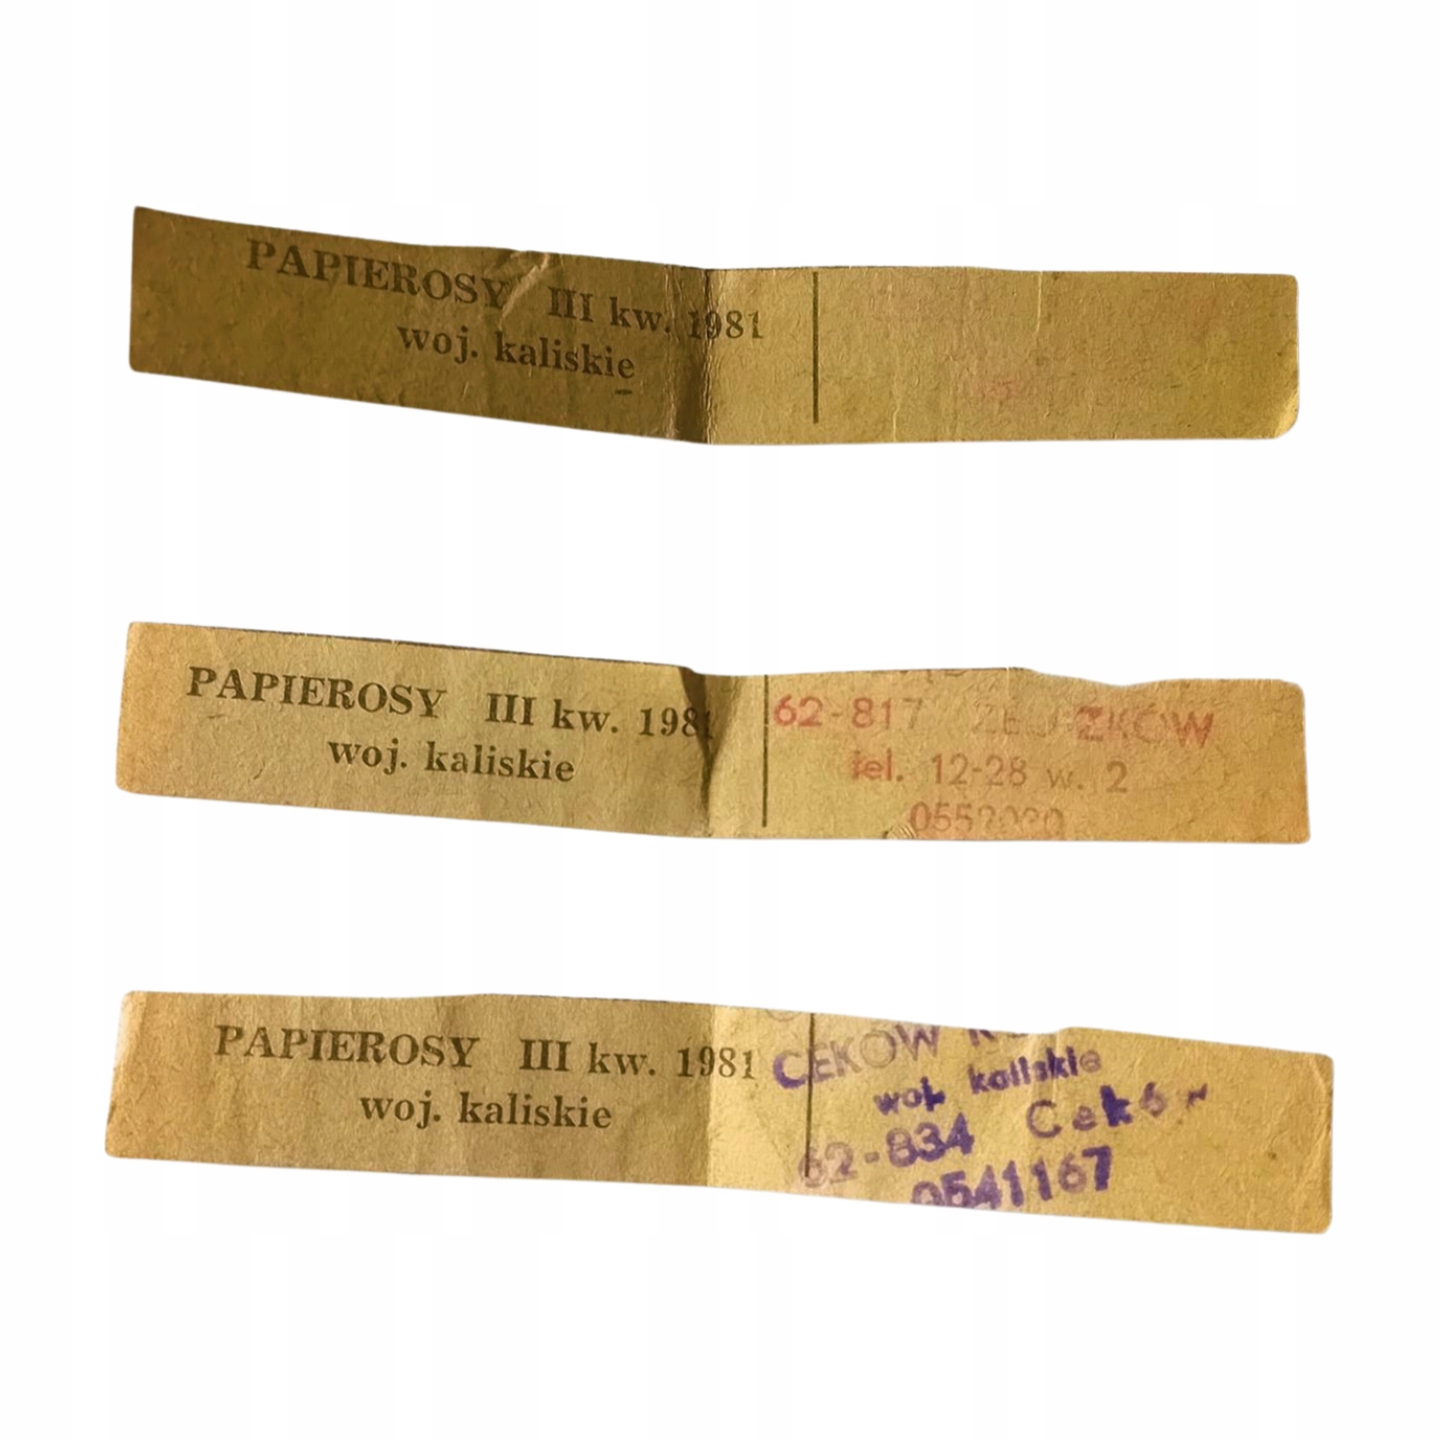 PAPIEROSY III kw. 1981
woj. kaliskie
PAPIEROSY III kw. 1981
woj. kaliskie
62-817
tel. 12-28 w. 2
PAPIEROSY III kw. 1981
woj. kaliskie
CEKÓW
woj. kaliskie
62-834 Ceków
0541167